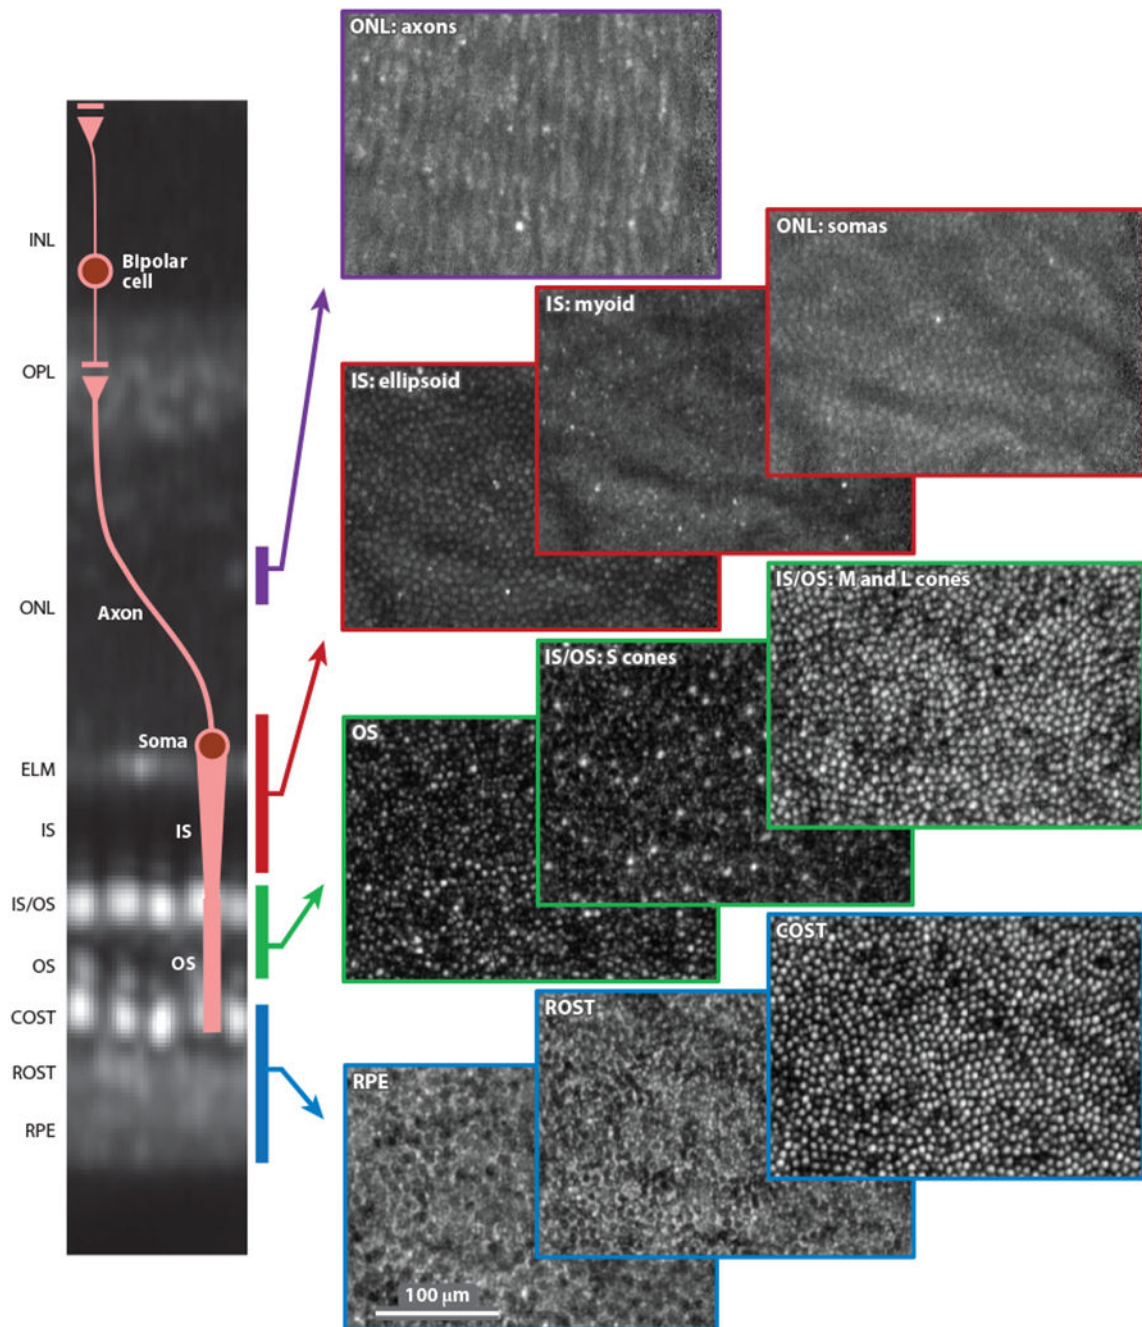 ONL: axons
ONL: somas
IS: myoid
IS: ellipsoid
IS/OS: M and L cones
IS/OS: S cones
OS
COST
ROST
RPE
100 μm
INL
Bipolar
cell
OPL
ONL
Axon
Soma
ELM
IS
IS
IS/OS
OS
OS
COST
ROST
RPE